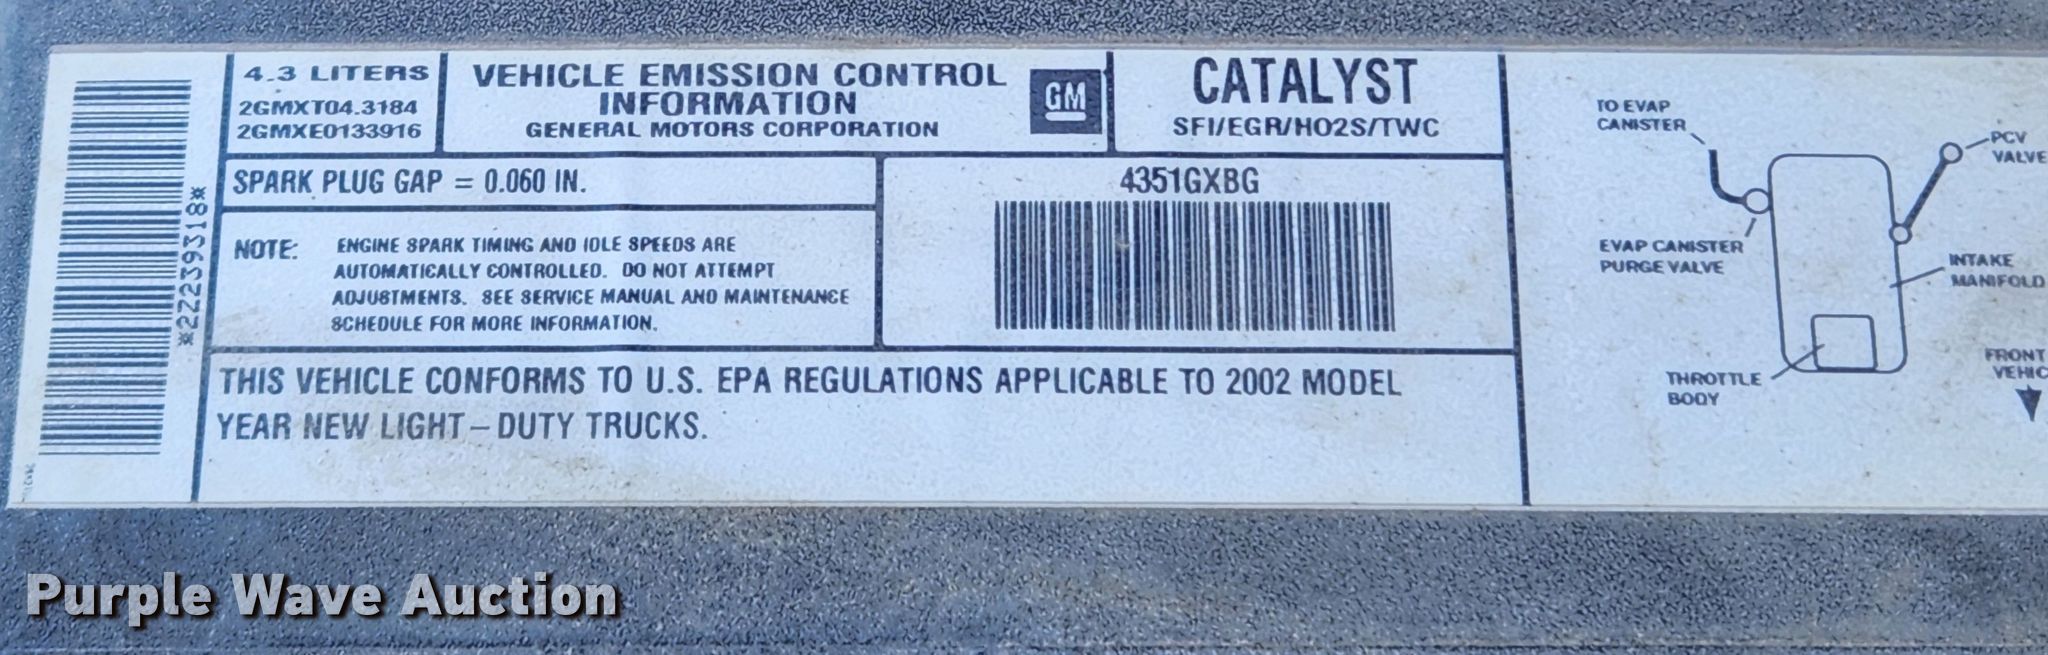 *22239318*
4.3 LITERS
2GMXT04.3184
2GMXE0133916
VEHICLE EMISSION CONTROL
INFORMATION
GENERAL MOTORS CORPORATION
GM
CATALYST
SFI/EGR/HO2S/TWC
SPARK PLUG GAP = 0.060 IN.
NOTE: ENGINE SPARK TIMING AND IDLE SPEEDS ARE
AUTOMATICALLY CONTROLLED. DO NOT ATTEMPT
ADJUSTMENTS. SEE SERVICE MANUAL AND MAINTENANCE
SCHEDULE FOR MORE INFORMATION.
4351GXBG
THIS VEHICLE CONFORMS TO U.S. EPA REGULATIONS APPLICABLE TO 2002 MODEL
YEAR NEW LIGHT – DUTY TRUCKS.
TO EVAP
CANISTER
PCV
VALVE
EVAP CANISTER
PURGE VALVE
INTAKE
MANIFOLD
THROTTLE
BODY
FRONT
VEHIC
Purple Wave Auction